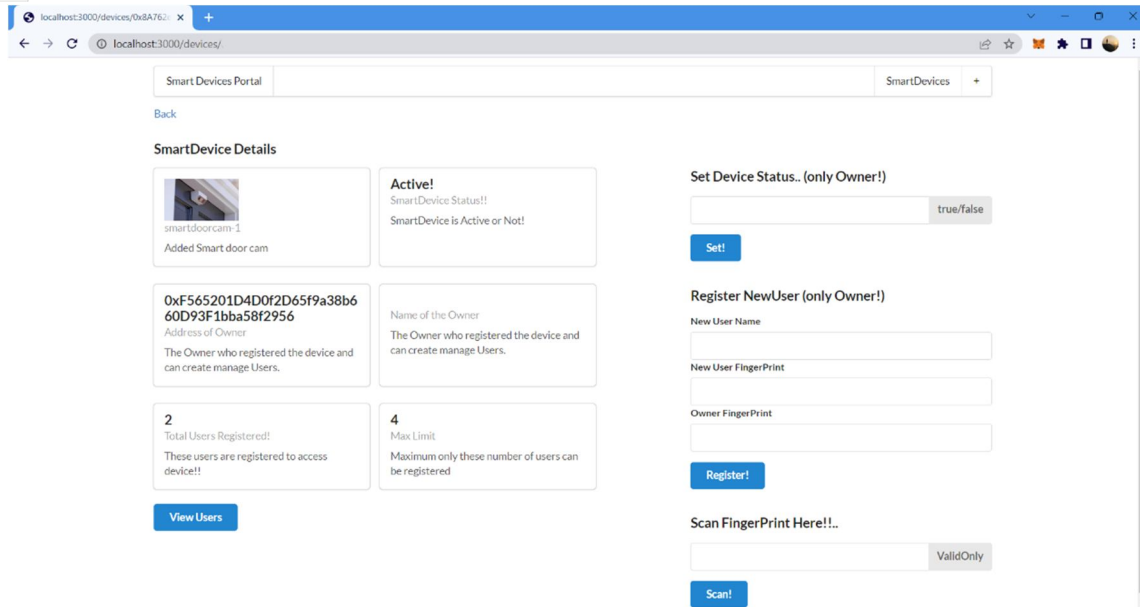 localhost:3000/devices/0x8A762
localhost:3000/devices/
Smart Devices Portal
SmartDevices
+
Back
SmartDevice Details
smartdoorcam-1
Added Smart door cam
Active!
SmartDevice Status!!
SmartDevice is Active or Not!
0xF565201D4D0f2D65f9a38b6
60D93F1bba58f2956
Address of Owner
The Owner who registered the device and
can create manage Users.
Name of the Owner
The Owner who registered the device and
can create manage Users.
2
Total Users Registered!
These users are registered to access
device!!
4
Max Limit
Maximum only these number of users can
be registered
View Users
Set Device Status.. (only Owner!)
true/false
Set!
Register NewUser (only Owner!)
New User Name
New User FingerPrint
Owner FingerPrint
Register!
Scan FingerPrint Here!!..
ValidOnly
Scan!